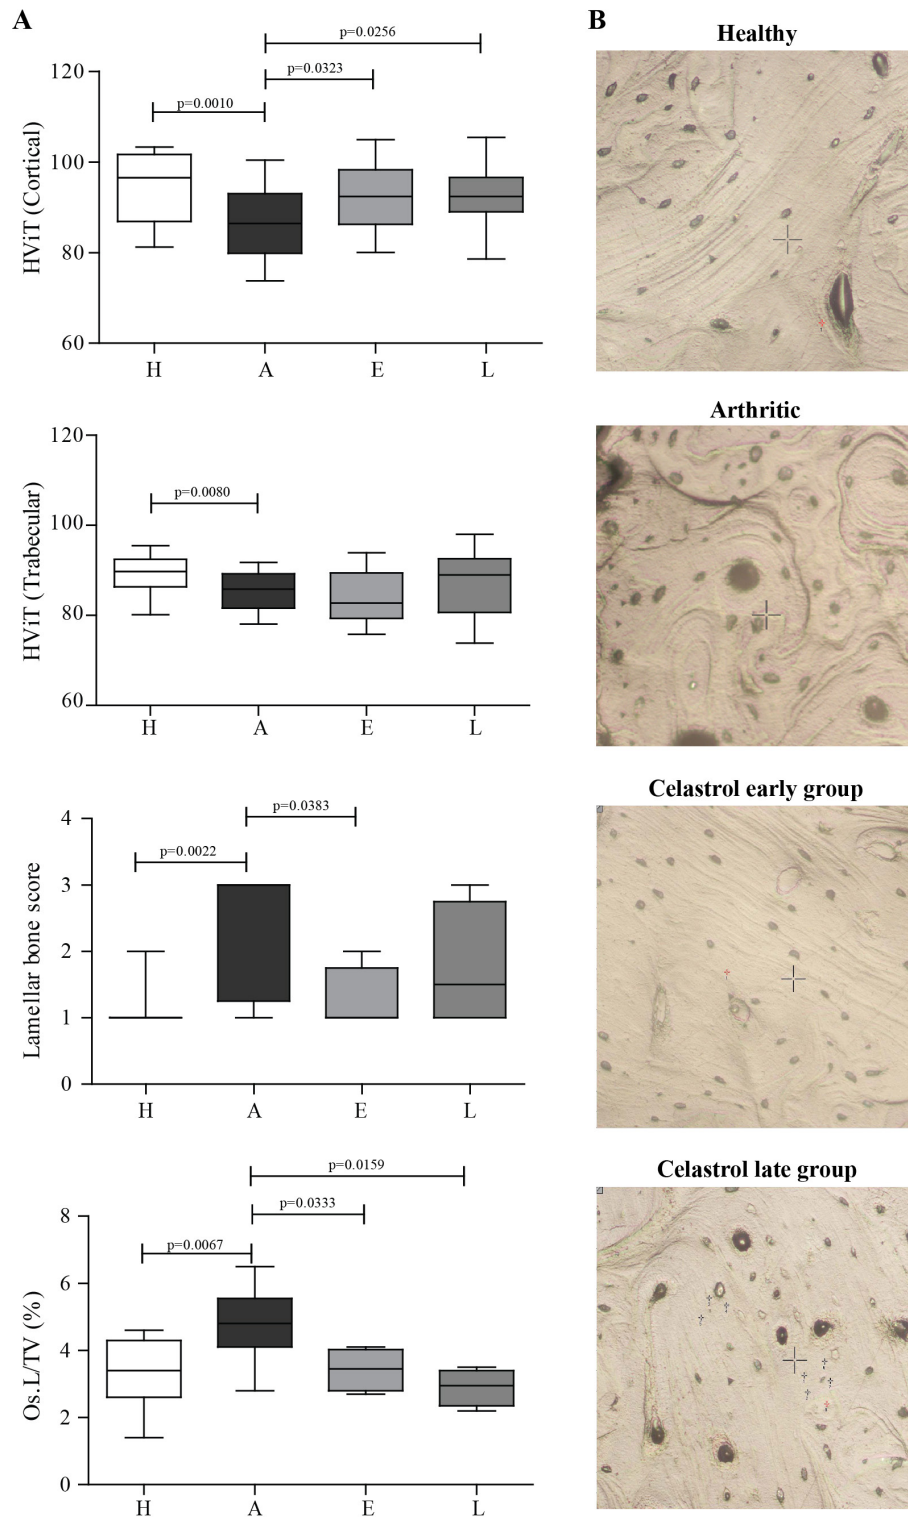 A
B
p=0.0256
p=0.0323
p=0.0010
120
100
80
60
HViT (Cortical)
H
A
E
L
Healthy
p=0.0080
120
100
80
60
HViT (Trabecular)
H
A
E
L
Arthritic
p=0.0383
p=0.0022
4
3
2
1
0
Lamellar bone score
H
A
E
L
Celastrol early group
p=0.0159
p=0.0333
p=0.0067
8
6
4
2
0
Os.L/TV (%)
H
A
E
L
Celastrol late group